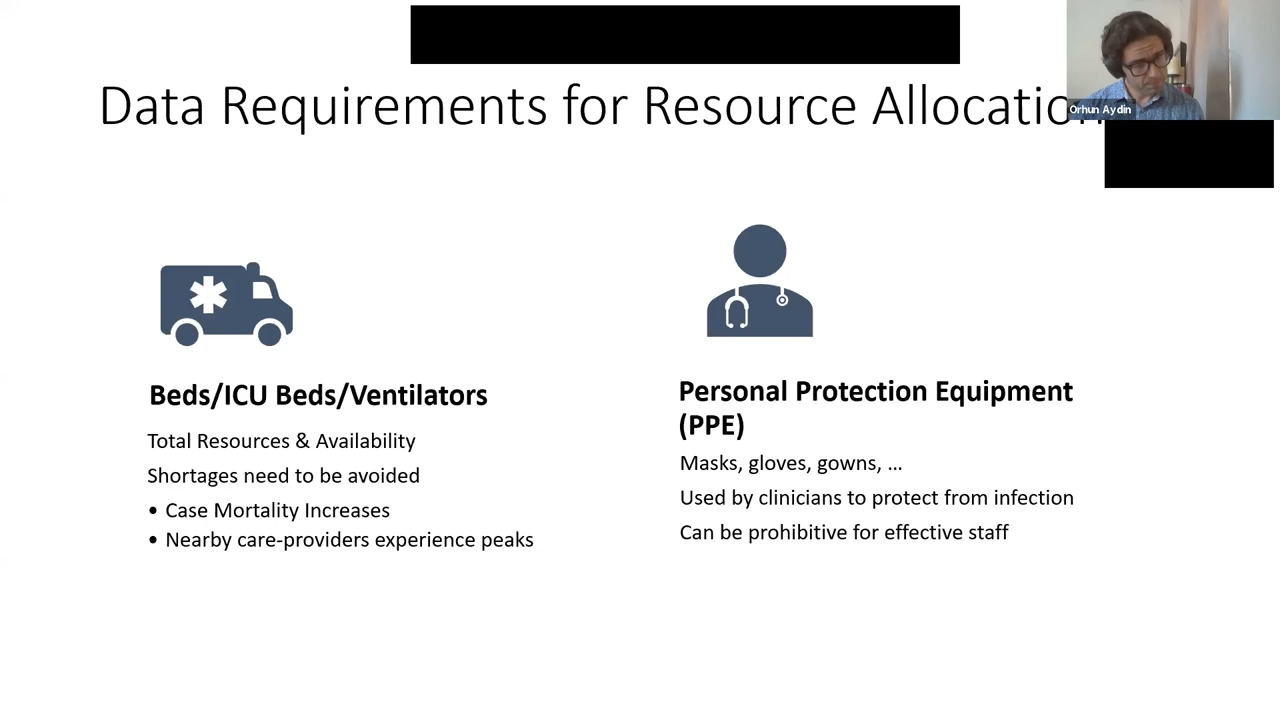 Data Requirements for Resource Allocation
Orhun Aydin
Beds/ICU Beds/Ventilators
Total Resources & Availability
Shortages need to be avoided
• Case Mortality Increases
• Nearby care-providers experience peaks
Personal Protection Equipment
(PPE)
Masks, gloves, gowns, ...
Used by clinicians to protect from infection
Can be prohibitive for effective staff